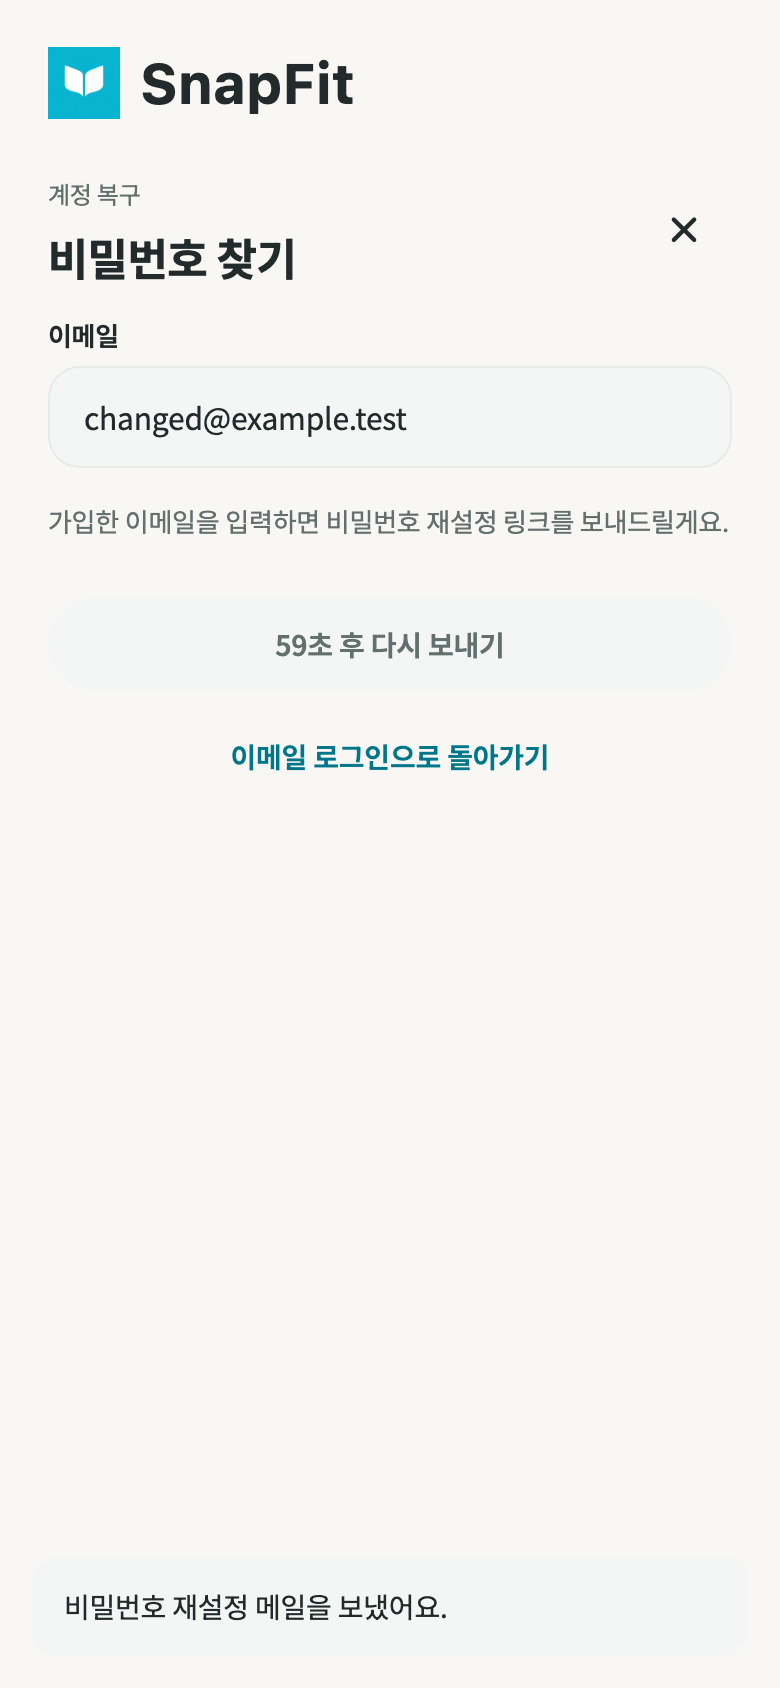 SnapFit
계정 복구
비밀번호 찾기
이메일
changed@example.test
가입한 이메일을 입력하면 비밀번호 재설정 링크를 보내드릴게요.
59초 후 다시 보내기
이메일 로그인으로 돌아가기
비밀번호 재설정 메일을 보냈어요.